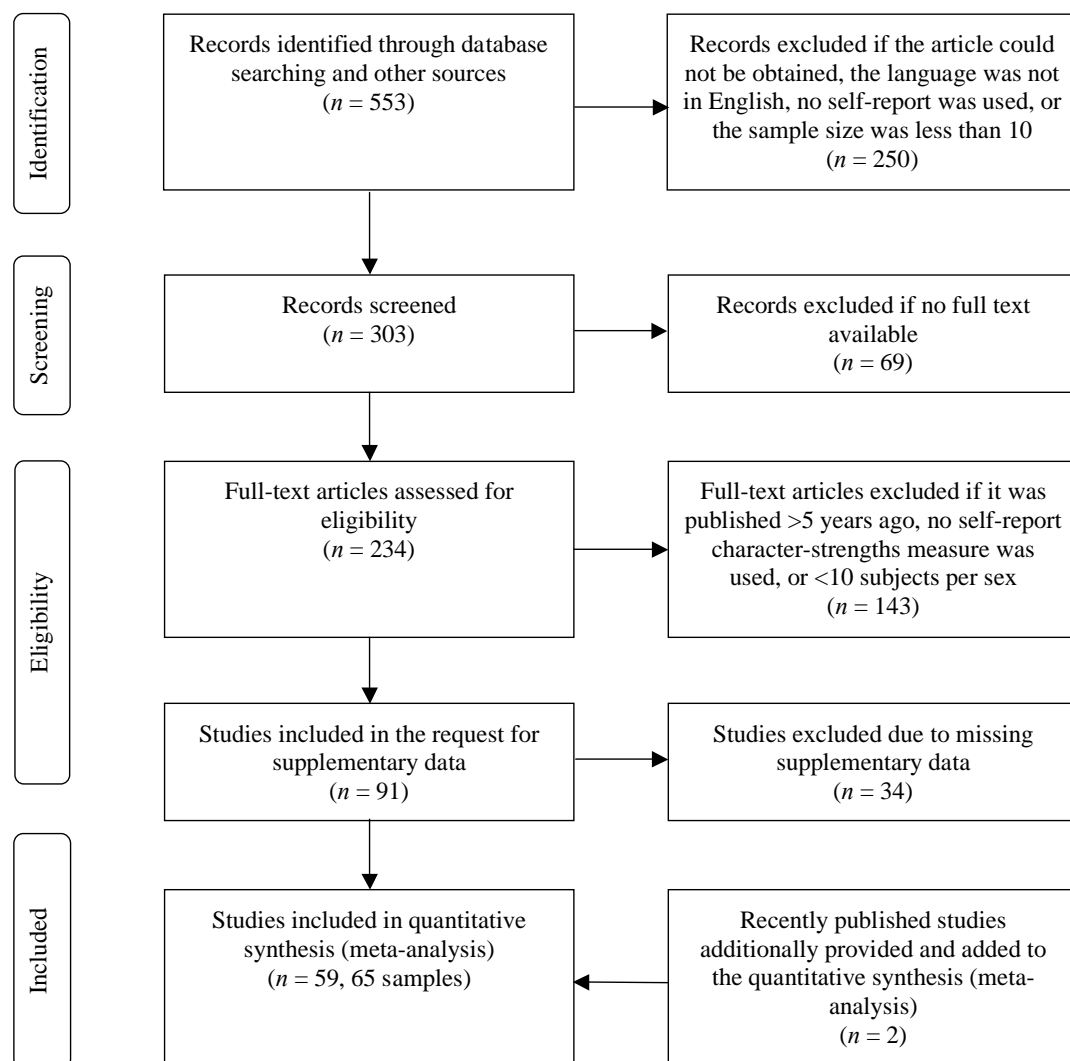 Identification
Records identified through database
searching and other sources
(n = 553)
Records excluded if the article could
not be obtained, the language was not
in English, no self-report was used, or
the sample size was less than 10
(n = 250)
Screening
Records screened
(n = 303)
Records excluded if no full text
available
(n = 69)
Eligibility
Full-text articles assessed for
eligibility
(n = 234)
Full-text articles excluded if it was
published >5 years ago, no self-report
character-strengths measure was
used, or <10 subjects per sex
(n = 143)
Studies included in the request for
supplementary data
(n = 91)
Studies excluded due to missing
supplementary data
(n = 34)
Included
Studies included in quantitative
synthesis (meta-analysis)
(n = 59, 65 samples)
Recently published studies
additionally provided and added to
the quantitative synthesis (meta-
analysis)
(n = 2)